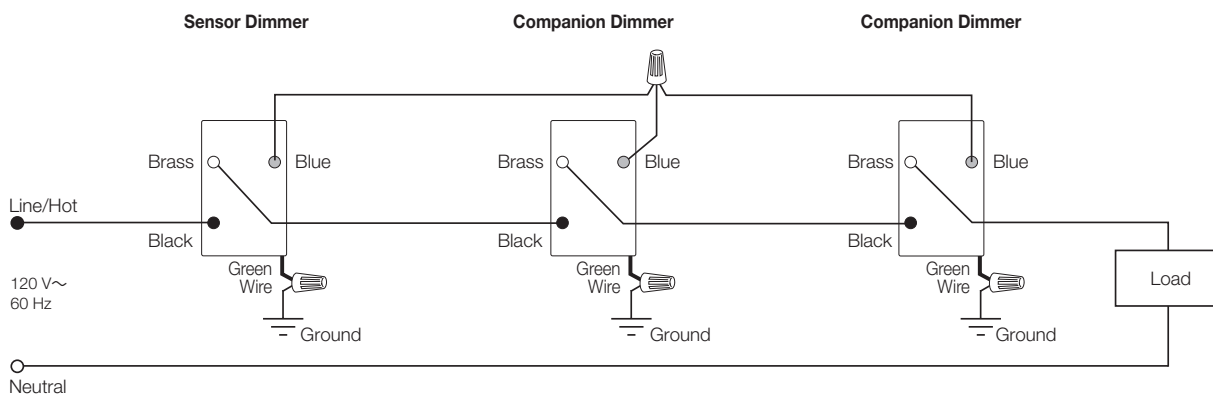 Sensor Dimmer
Companion Dimmer
Companion Dimmer
Brass
Blue
Brass
Blue
Brass
Blue
Line/Hot
Black
Black
Black
120 V~
60 Hz
Green
Wire
Green
Wire
Green
Wire
Load
Ground
Ground
Ground
Neutral